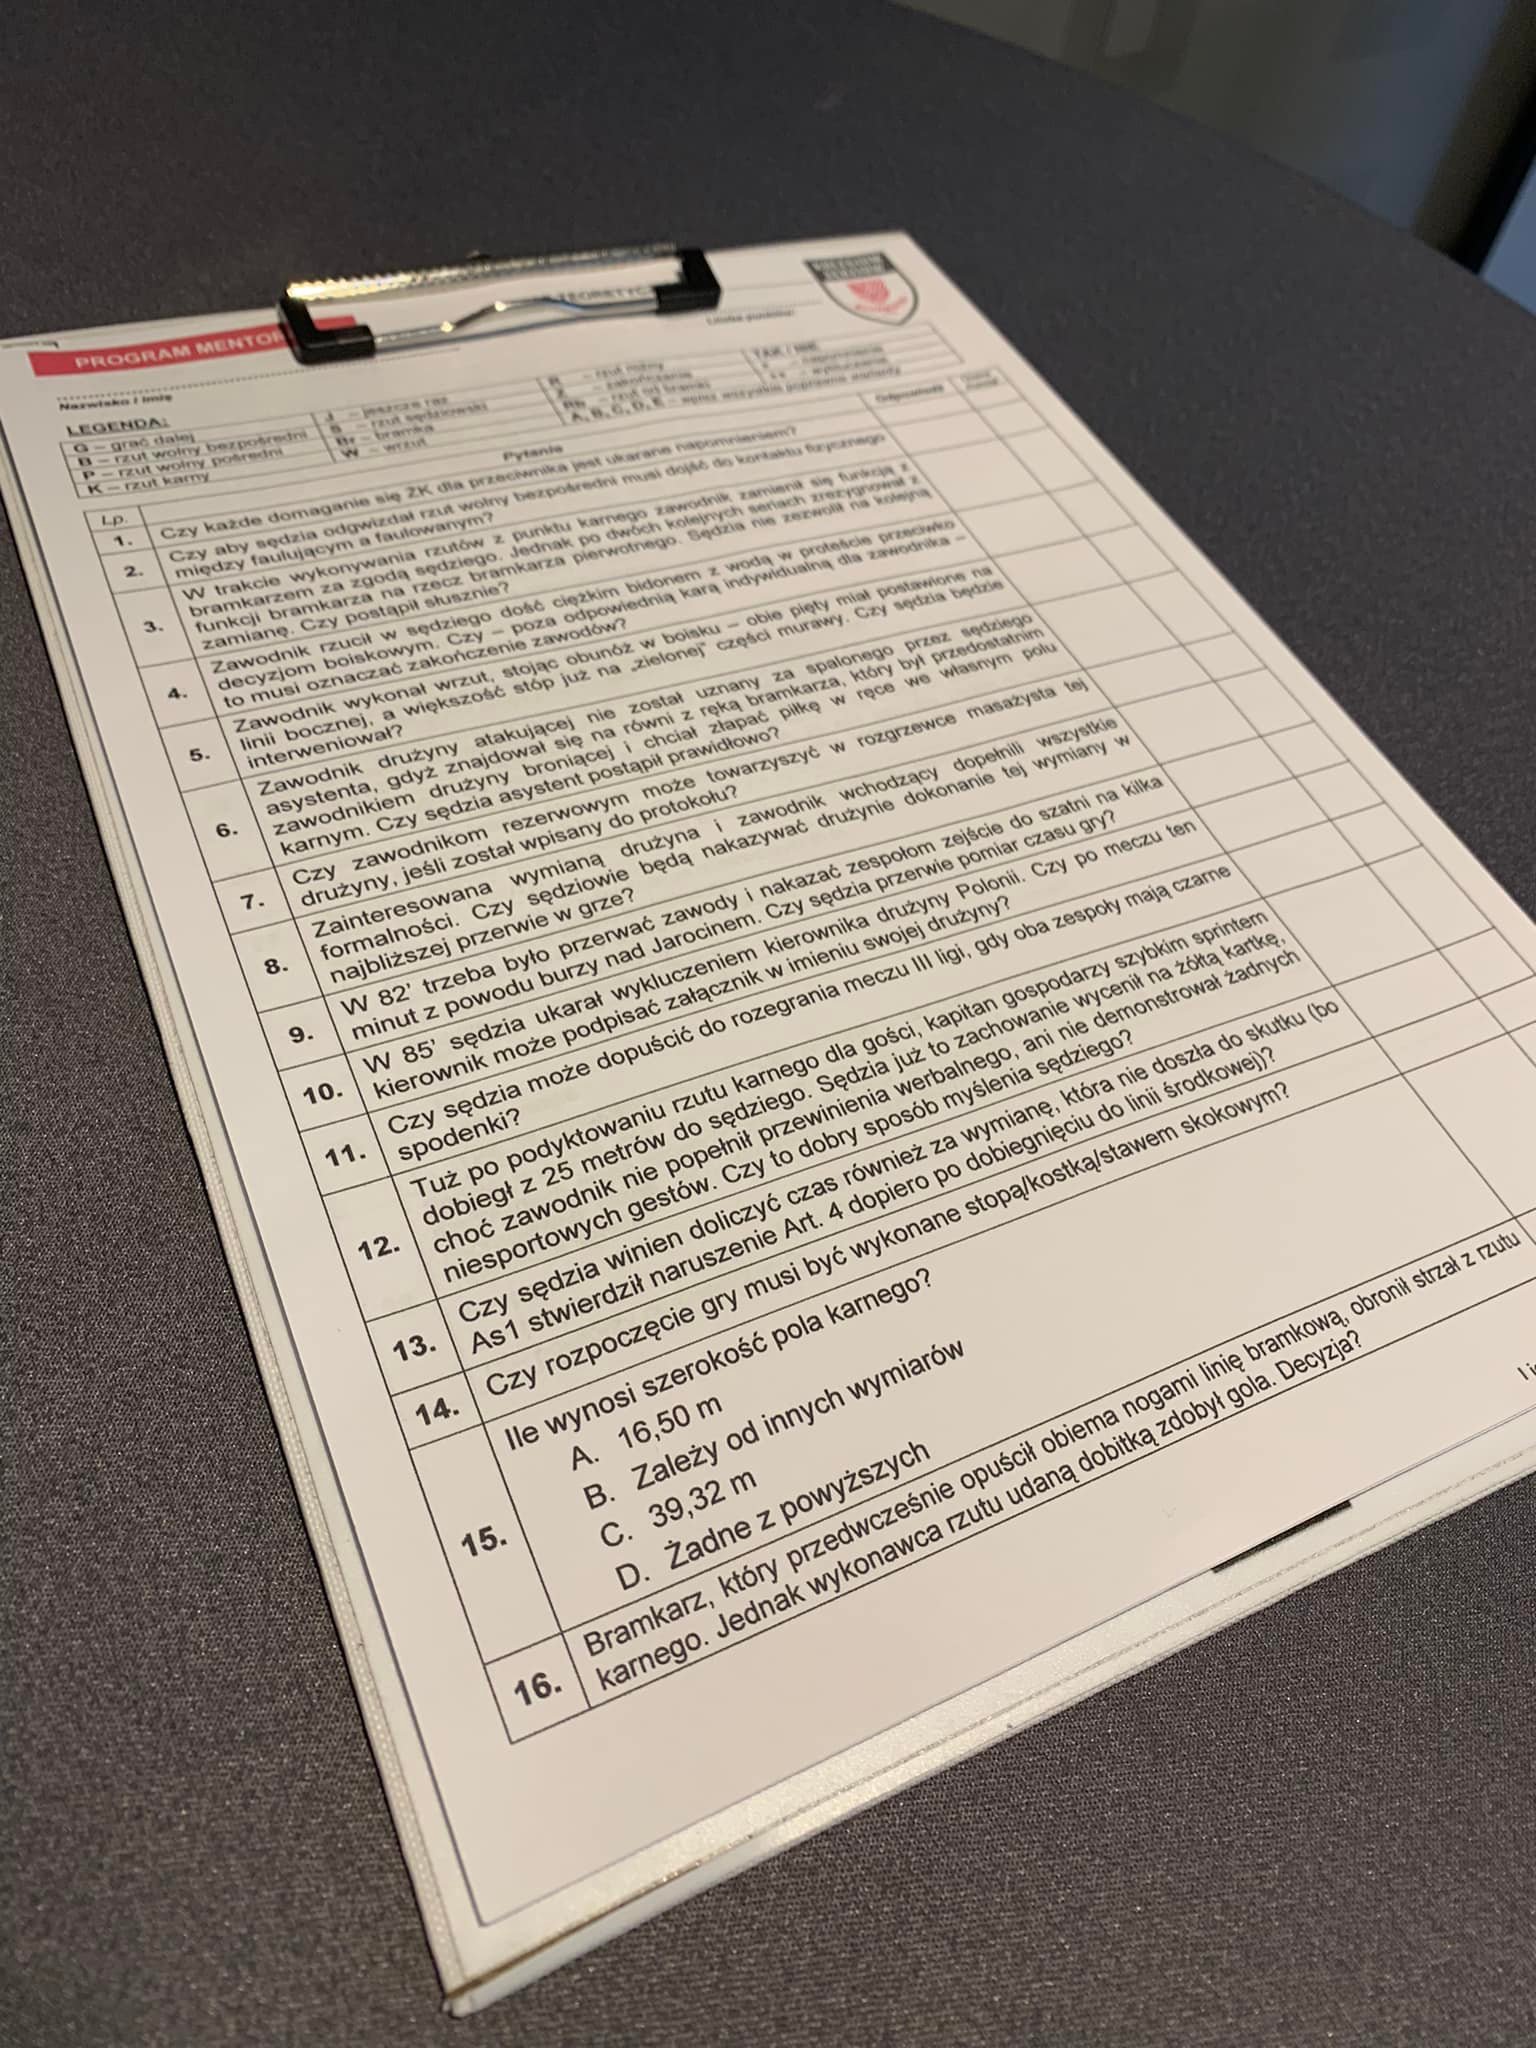 PROGRAM MENTOR
TEORETYC
Liczba punktów:
Nazwisko i imię
LEGENDA:
G – grać dalej
B – rzut wolny bezpośredni
P – rzut wolny pośredni
K – rzut karny
J – jeszcze raz
S – rzut sędziowski
Br – bramka
W – wrzut
R – rzut rożny
Z – zakończenie
Rb – rzut od bramki
A, B, C, D, E – wpisz wszystkie poprawne warianty
TAK / NIE
* – napomnienie
** – wykluczenie
Lp. Pytanie Odpowiedź
1. Czy każde domaganie się ŻK dla przeciwnika jest ukarane napomnieniem?
2. Czy aby sędzia odgwizdał rzut wolny bezpośredni musi dojść do kontaktu fizycznego
między faulującym a faulowanym?
3. W trakcie wykonywania rzutów z punktu karnego zawodnik zamienił się funkcją z
bramkarzem za zgodą sędziego. Jednak po dwóch kolejnych seriach zrezygnował z
funkcji bramkarza na rzecz bramkarza pierwotnego. Sędzia nie zezwolił na kolejną
zamianę. Czy postąpił słusznie?
4. Zawodnik rzucił w sędziego dość ciężkim bidonem z wodą w proteście przeciwko
decyzjom boiskowym. Czy – poza odpowiednią karą indywidualną dla zawodnika –
to musi oznaczać zakończenie zawodów?
5. Zawodnik wykonał wrzut, stojąc obunóż w boisku – obie pięty miał postawione na
linii bocznej, a większość stóp już na „zielonej” części murawy. Czy sędzia będzie
interweniował?
6. Zawodnik drużyny atakującej nie został uznany za spalonego przez sędziego
asystenta, gdyż znajdował się na równi z ręką bramkarza, który był przedostatnim
zawodnikiem drużyny broniącej i chciał złapać piłkę w ręce we własnym polu
karnym. Czy sędzia asystent postąpił prawidłowo?
7. Czy zawodnikom rezerwowym może towarzyszyć w rozgrzewce masażysta tej
drużyny, jeśli został wpisany do protokołu?
8. Zainteresowana wymianą drużyna i zawodnik wchodzący dopełnili wszystkie
formalności. Czy sędziowie będą nakazywać drużynie dokonanie tej wymiany w
najbliższej przerwie w grze?
9. W 82’ trzeba było przerwać zawody i nakazać zespołom zejście do szatni na kilka
minut z powodu burzy nad Jarocinem. Czy sędzia przerwie pomiar czasu gry?
10. W 85’ sędzia ukarał wykluczeniem kierownika drużyny Polonii. Czy po meczu ten
kierownik może podpisać załącznik w imieniu swojej drużyny?
11. Czy sędzia może dopuścić do rozegrania meczu III ligi, gdy oba zespoły mają czarne
spodenki?
12. Tuż po podyktowaniu rzutu karnego dla gości, kapitan gospodarzy szybkim sprintem
dobiegł z 25 metrów do sędziego. Sędzia już to zachowanie wycenił na żółtą kartkę,
choć zawodnik nie popełnił przewinienia werbalnego, ani nie demonstrował żadnych
niesportowych gestów. Czy to dobry sposób myślenia sędziego?
13. Czy sędzia winien doliczyć czas również za wymianę, która nie doszła do skutku (bo
As1 stwierdził naruszenie Art. 4 dopiero po dobiegnięciu do linii środkowej)?
14. Czy rozpoczęcie gry musi być wykonane stopą/kostką/stawem skokowym?
15. Ile wynosi szerokość pola karnego?
A. 16,50 m
B. Zależy od innych wymiarów
C. 39,32 m
D. Żadne z powyższych
16. Bramkarz, który przedwcześnie opuścił obiema nogami linię bramkową, obronił strzał z rzutu
karnego. Jednak wykonawca rzutu udaną dobitką zdobył gola. Decyzja?